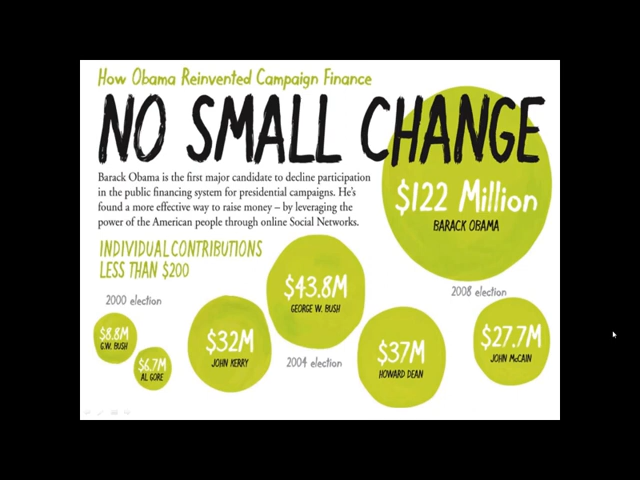 How Obama Reinvented Campaign Finance
NO SMALL CHANGE
Barack Obama is the first major candidate to decline participation
in the public financing system for presidential campaigns. He's
found a more effective way to raise money – by leveraging the
power of the American people through online Social Networks.
$122 Million
BARACK OBAMA
INDIVIDUAL CONTRIBUTIONS
LESS THAN $200
2000 election
$8.8M
G.W. BUSH
$6.7M
AL GORE
$32M
JOHN KERRY
$43.8M
GEORGE W. BUSH
2004 election
$37M
HOWARD DEAN
2008 election
$27.7M
JOHN McCAIN